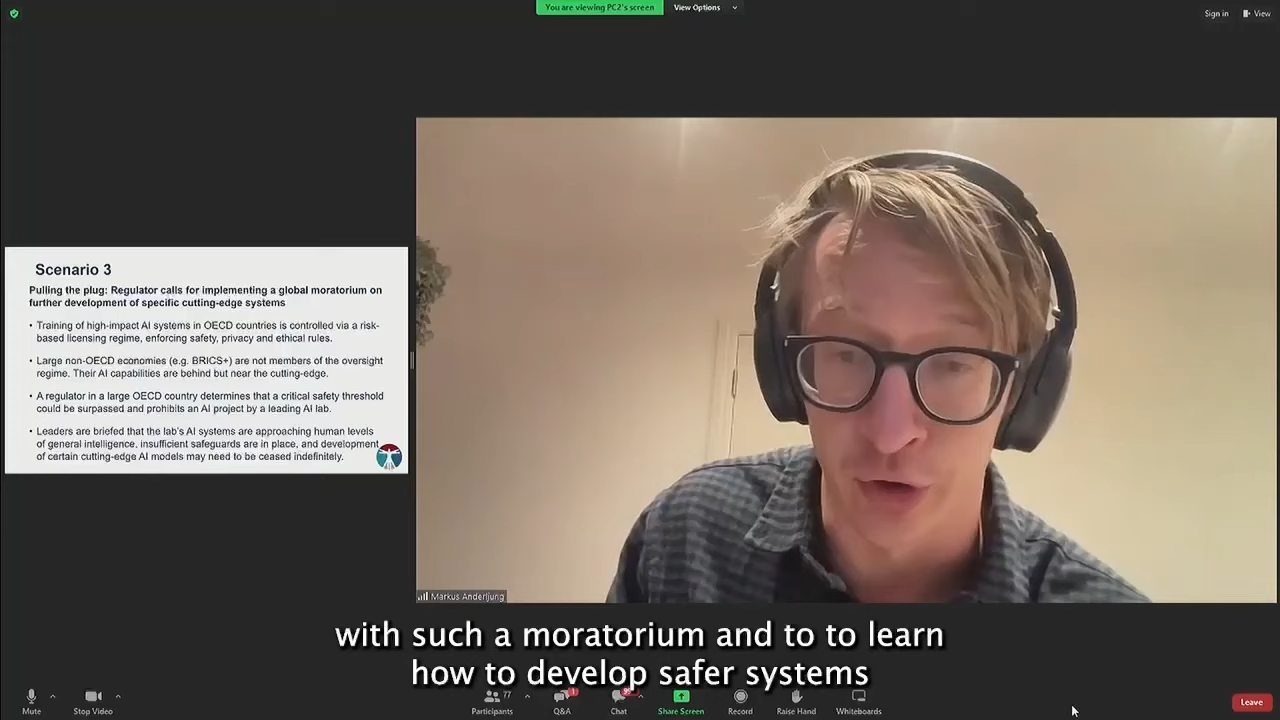 You are viewing PC2's screen
View Options
Sign in
View
Scenario 3
Pulling the plug: Regulator calls for implementing a global moratorium on
further development of specific cutting-edge systems
• Training of high-impact AI systems in OECD countries is controlled via a risk-
based licensing regime, enforcing safety, privacy and ethical rules.
• Large non-OECD economies (e.g. BRICS+) are not members of the oversight
regime. Their AI capabilities are behind but near the cutting-edge.
• A regulator in a large OECD country determines that a critical safety threshold
could be surpassed and prohibits an AI project by a leading AI lab.
• Leaders are briefed that the lab's AI systems are approaching human levels
of general intelligence, insufficient safeguards are in place, and development
of certain cutting-edge AI models may need to be ceased indefinitely.
Markus Anderljung
with such a moratorium and to to learn
how to develop safer systems
77
1
Mute
Stop Video
Participants
Q&A
Chat
Share Screen
Record
Raise Hand
Whiteboards
Leave